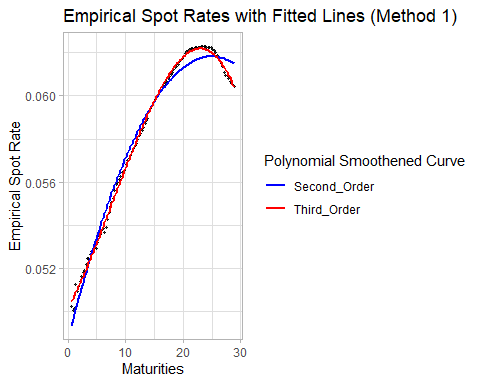 Empirical Spot Rates with Fitted Lines (Method 1)
Empirical Spot Rate
0.060
0.056
0.052
0
10
20
30
Maturities
Polynomial Smoothened Curve
Second_Order
Third_Order